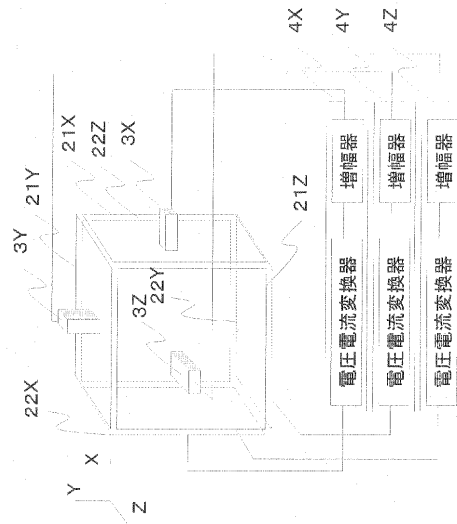 3Y
21Y
21X
22Z
3X
22X
3Z
22Y
21Z
Y
X
Z
4X
4Y
4Z
電圧電流変換器
増幅器
電圧電流変換器
増幅器
電圧電流変換器
増幅器